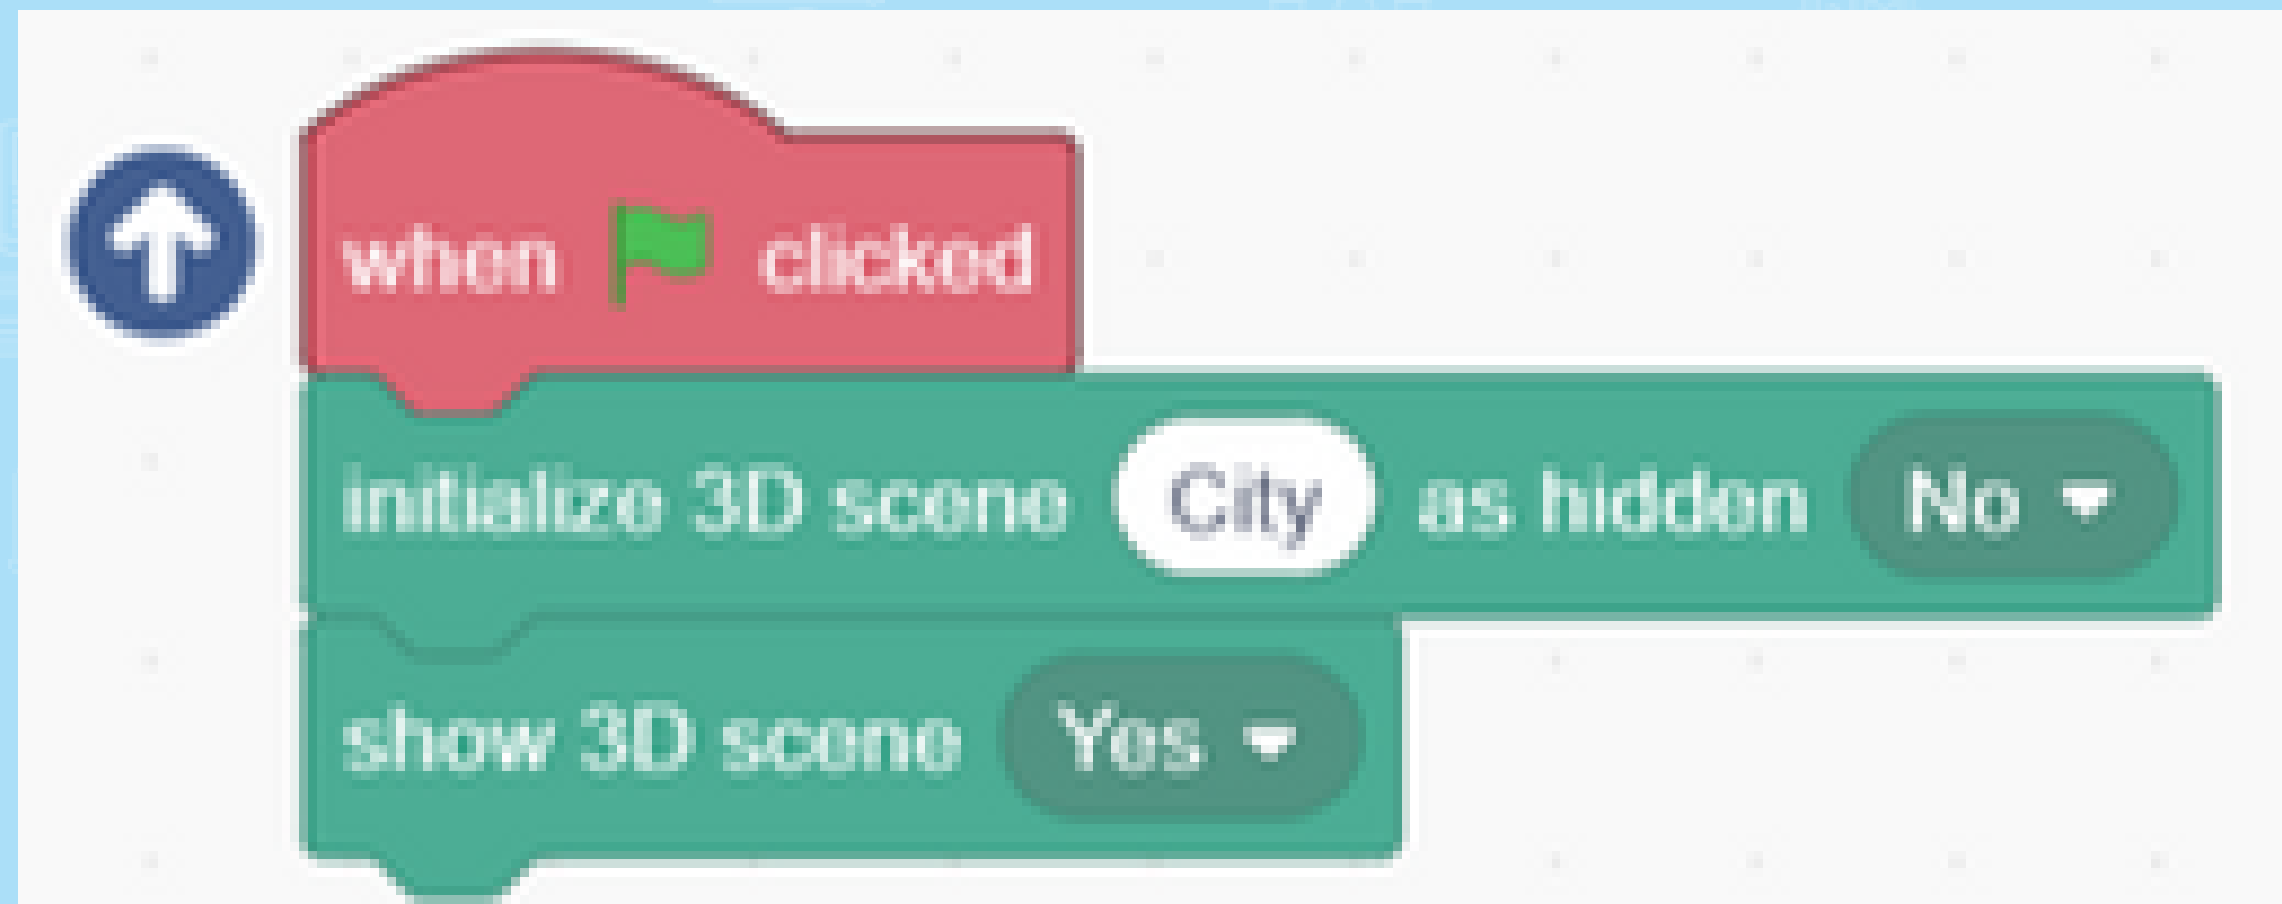 when clicked
initialize 3D scene City as hidden No
show 3D scene Yes